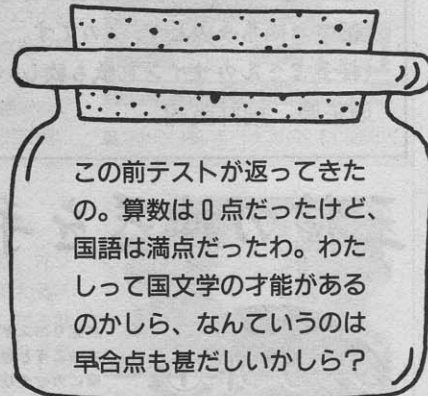 この前テストが返ってきた
の。算数は0点だったけど、
国語は満点だったわ。わた
しって国文学の才能がある
のかしら、なんていうのは
早合点も甚だしいかしら?